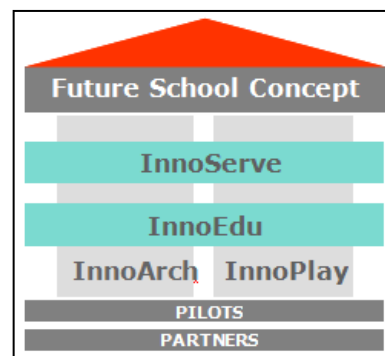 Future School Concept
InnoServe
InnoEdu
InnoArch InnoPlay
PILOTS
PARTNERS